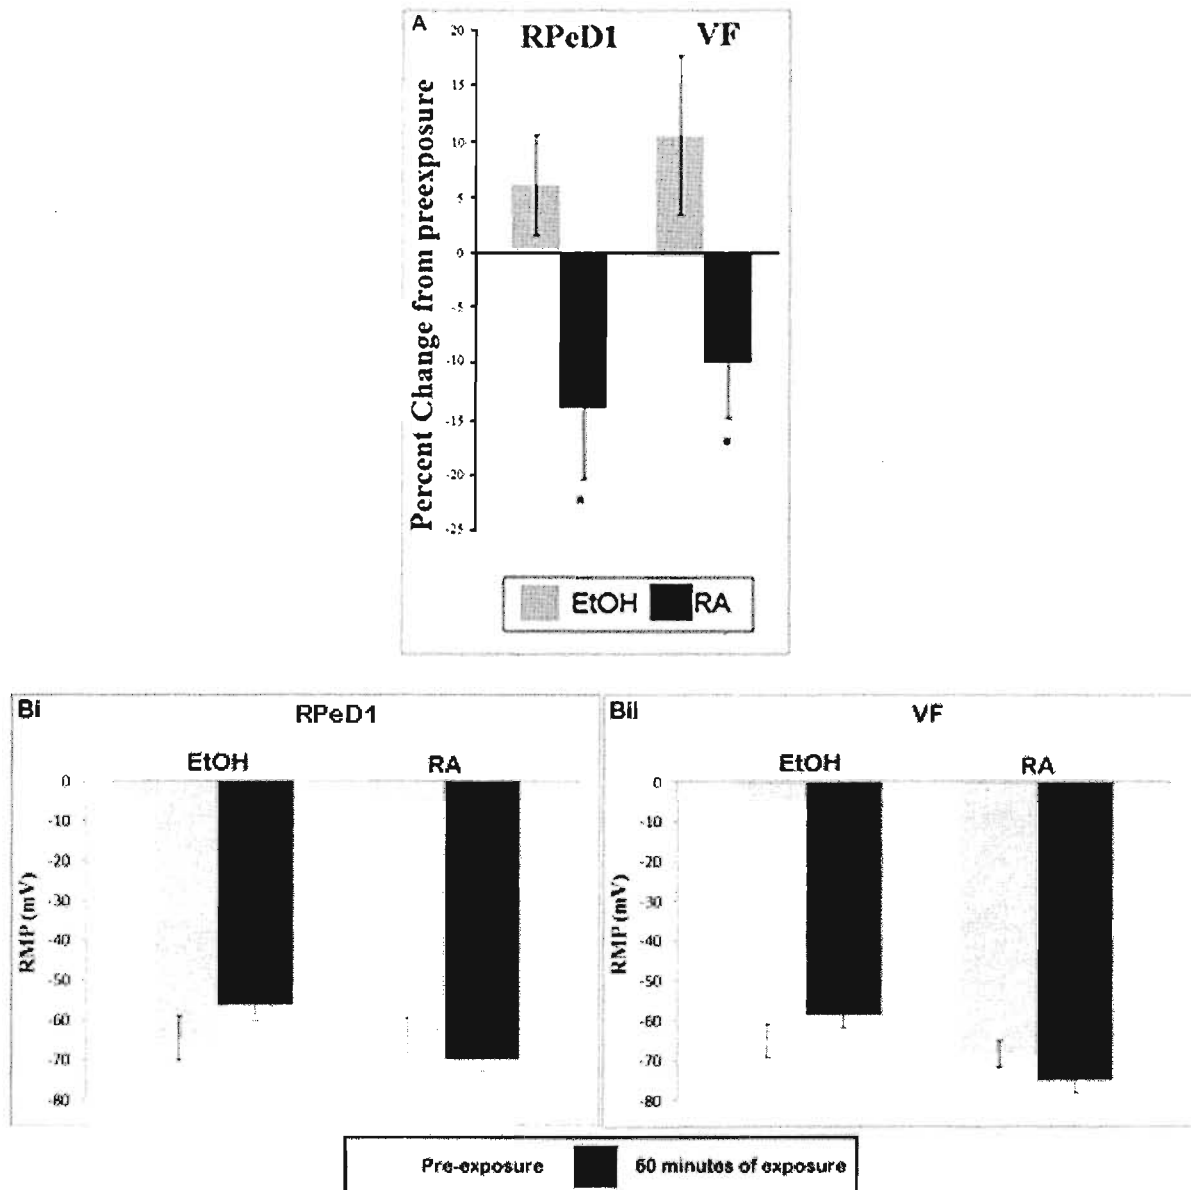 A
RPeD1 VF
Percent Change from preexposure
20
15
10
5
0
-5
-10
-15
-20
-25
*
*
EtOH RA
Bi
RPeD1
EtOH RA
RMP (mV)
0
-10
-20
-30
-40
-50
-60
-70
-80
Bii
VF
EtOH RA
RMP (mV)
0
-10
-20
-30
-40
-50
-60
-70
-80
Pre-exposure 60 minutes of exposure